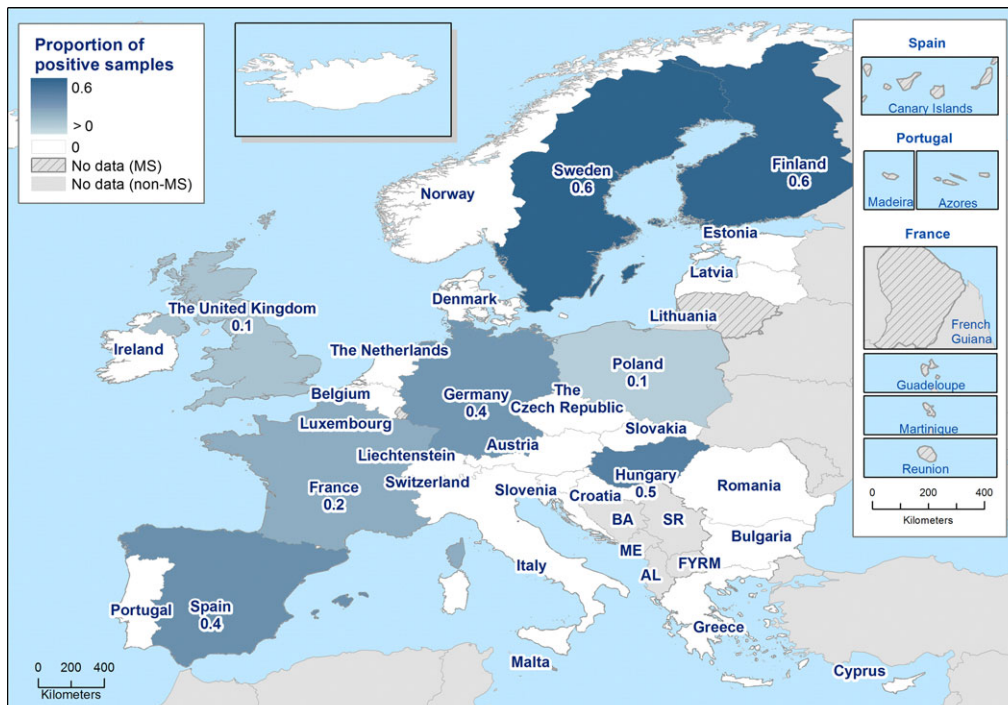 Proportion of
positive samples
0.6
> 0
0
No data (MS)
No data (non-MS)
Norway
Sweden
0.6
Finland
0.6
Estonia
Latvia
Lithuania
Denmark
The United Kingdom
0.1
Ireland
The Netherlands
Belgium
Luxembourg
Germany
0.4
Poland
0.1
The
Czech Republic
Slovakia
Austria
Liechtenstein
Switzerland
France
0.2
Slovenia
Croatia
Hungary
0.5
Romania
BA
SR
Bulgaria
ME
FYRM
AL
Italy
Portugal
Spain
0.4
Greece
Malta
Cyprus
0 200 400
Kilometers
Spain
Canary Islands
Portugal
Madeira
Azores
France
French
Guiana
Guadeloupe
Martinique
Reunion
0 200 400
Kilometers